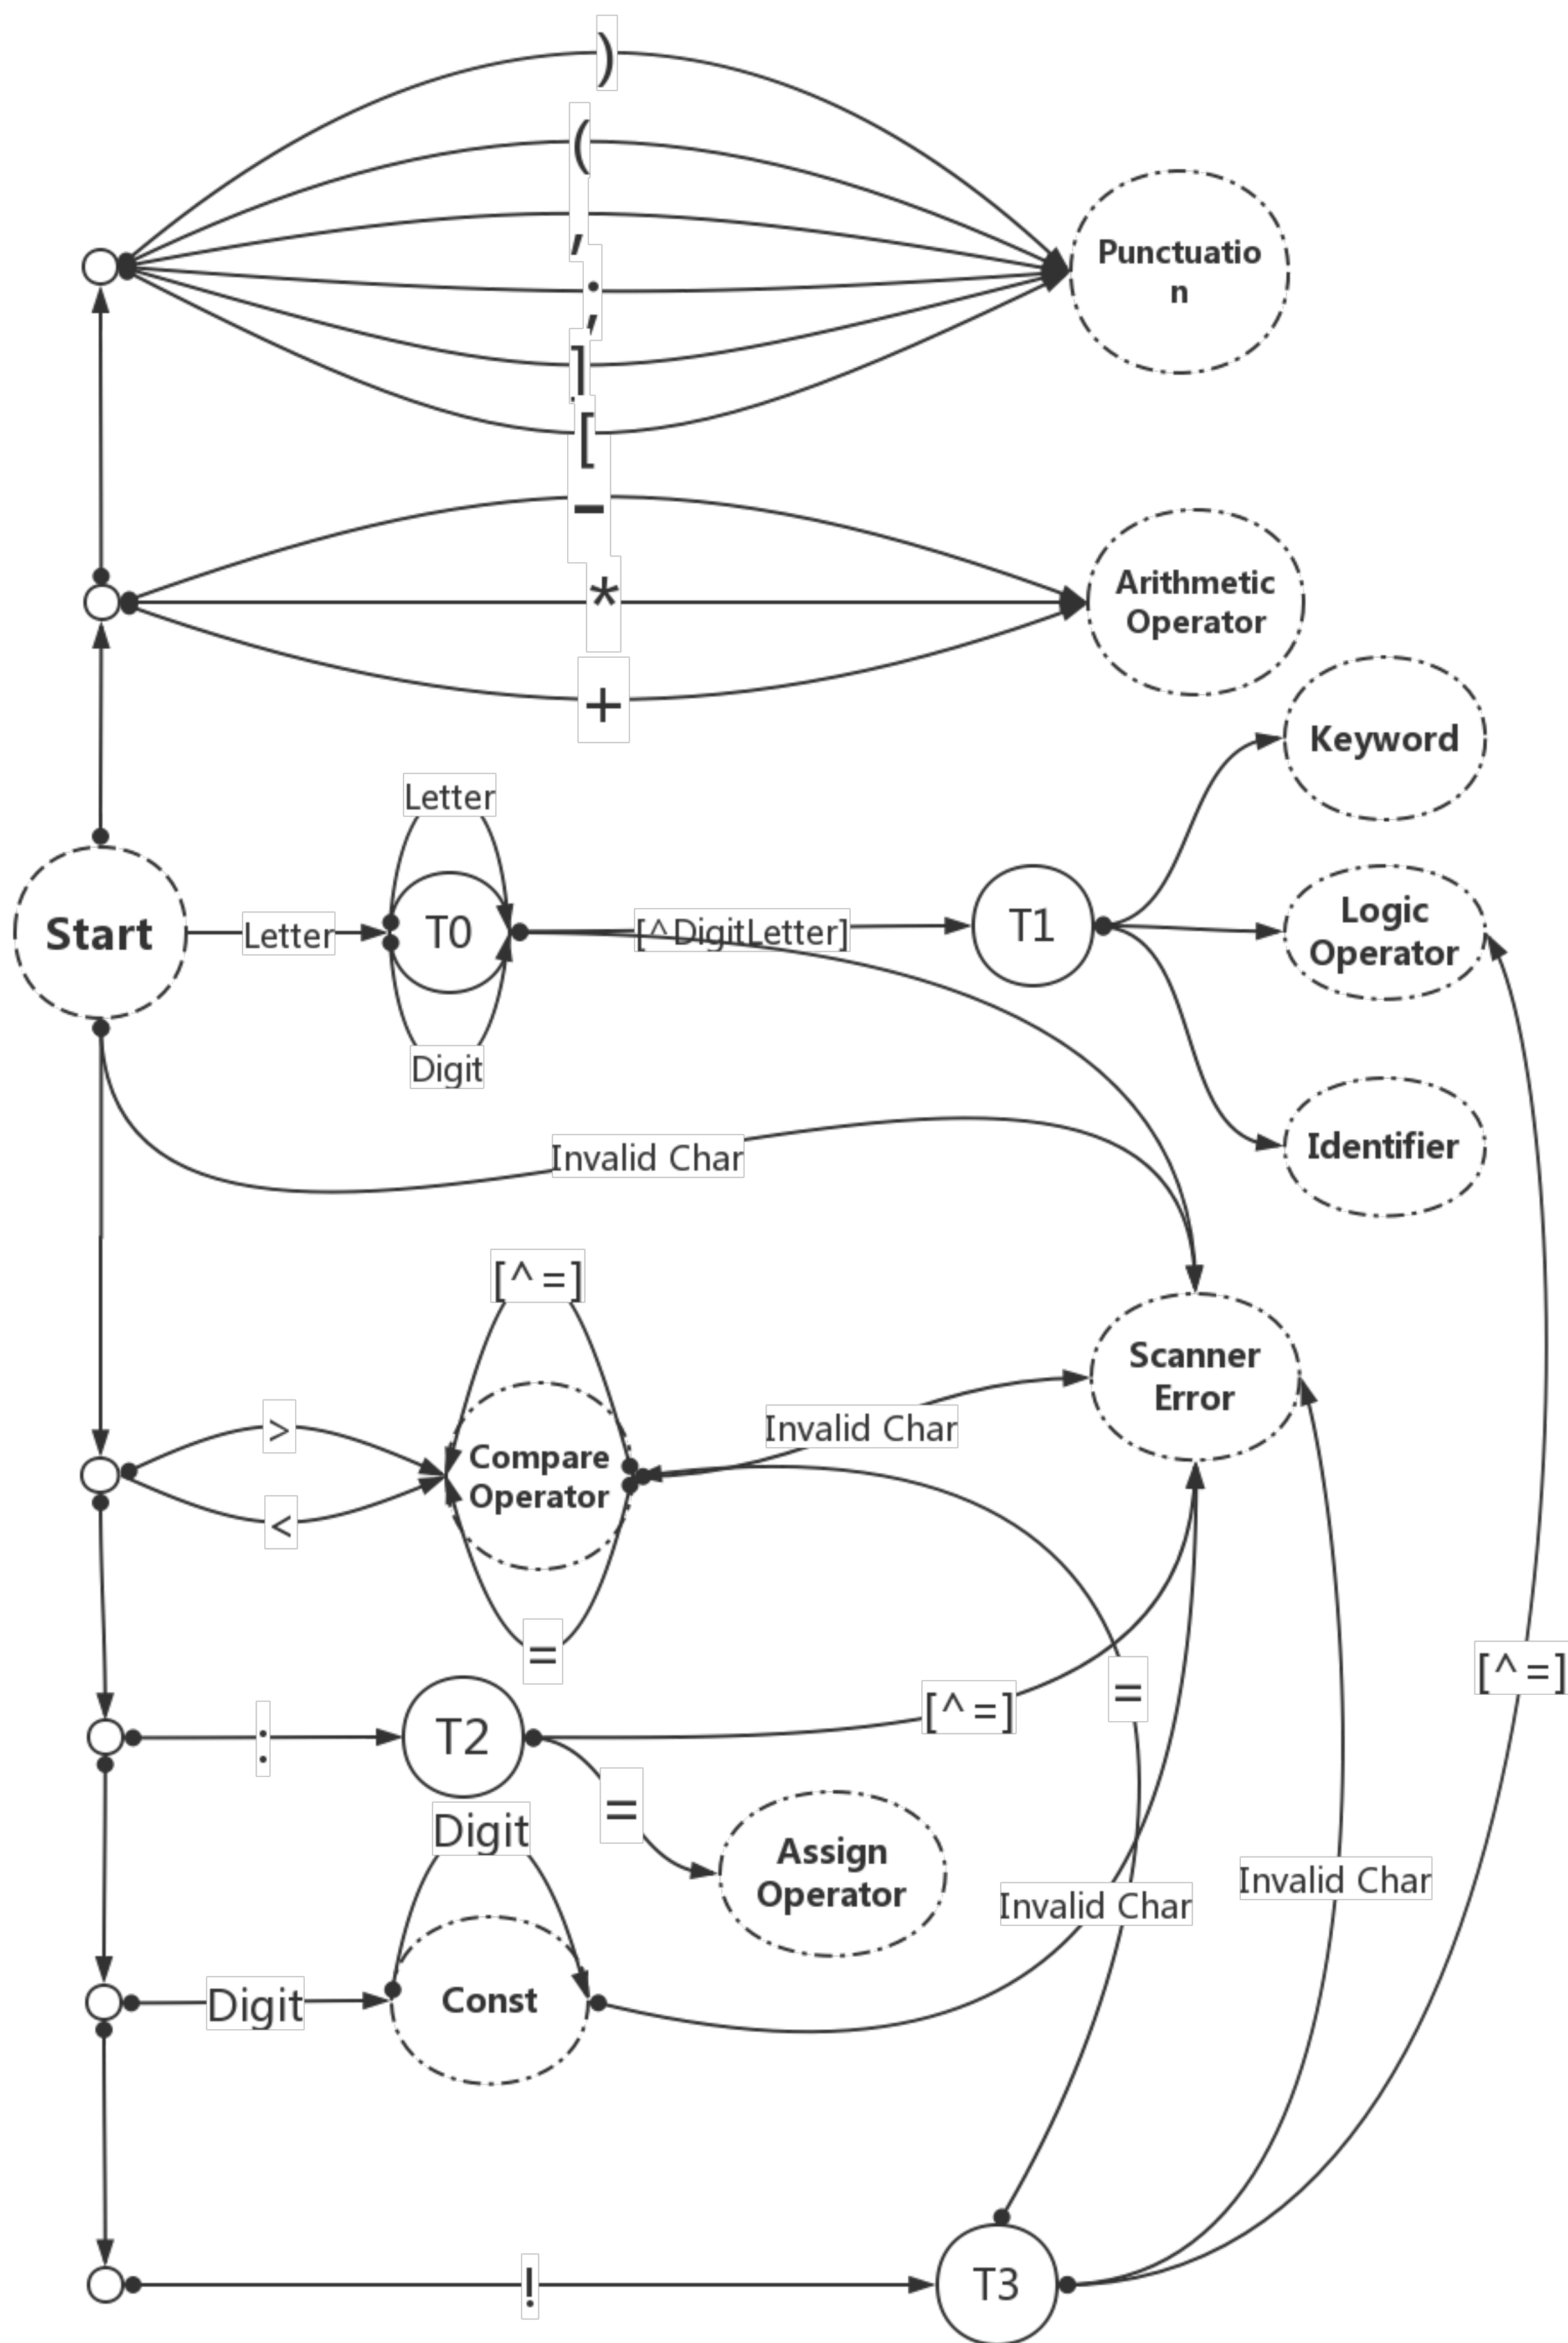 )
(
,
;
]
[
Punctuatio
n
-
*
+
Arithmetic
Operator
Keyword
Letter
Start
Letter
T0
[^DigitLetter]
T1
Logic
Operator
Digit
Invalid Char
Identifier
[^=]
Scanner
Error
>
Compare
Operator
Invalid Char
<
=
[^=]
=
[^=]
:
T2
=
Digit
Assign
Operator
Invalid Char
Invalid Char
Digit
Const
!
T3